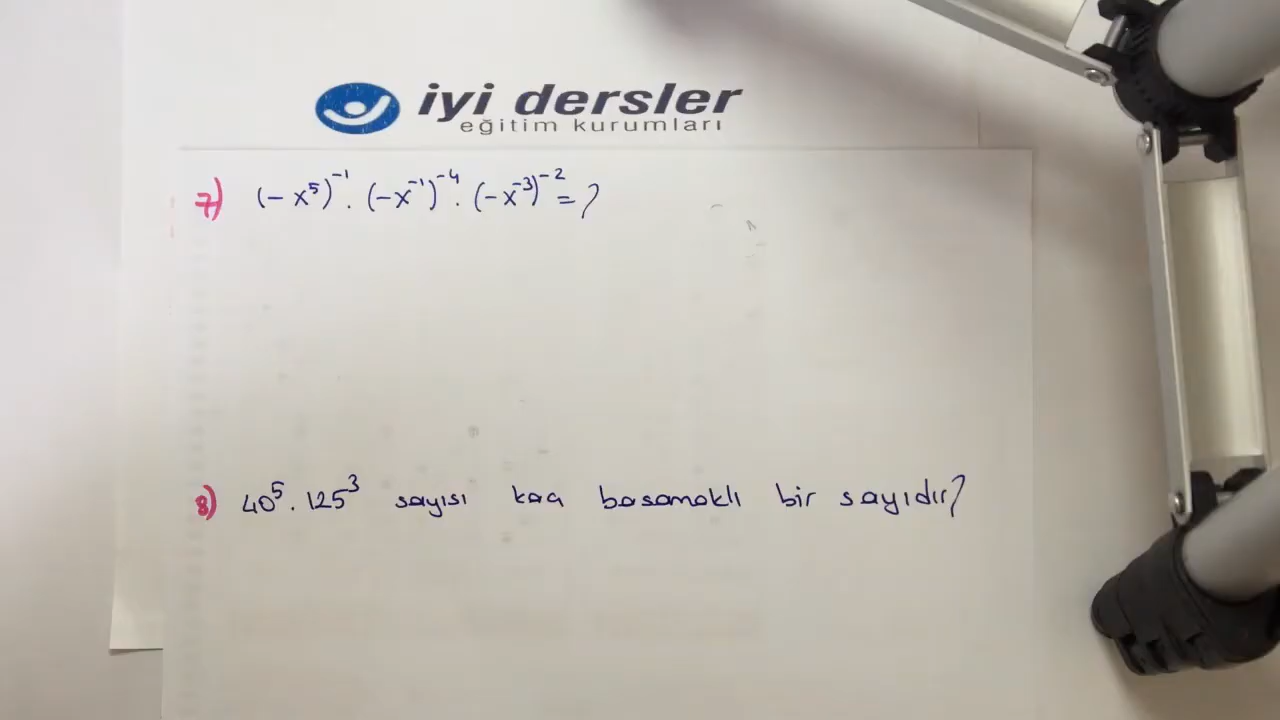 iyi dersler
eğitim kurumları
7) (-x⁵)⁻¹ . (-x⁻¹)⁻⁴ . (-x⁻³)⁻² = ?
8) 40⁵ . 125³ sayısı kaç basamaklı bir sayıdır?